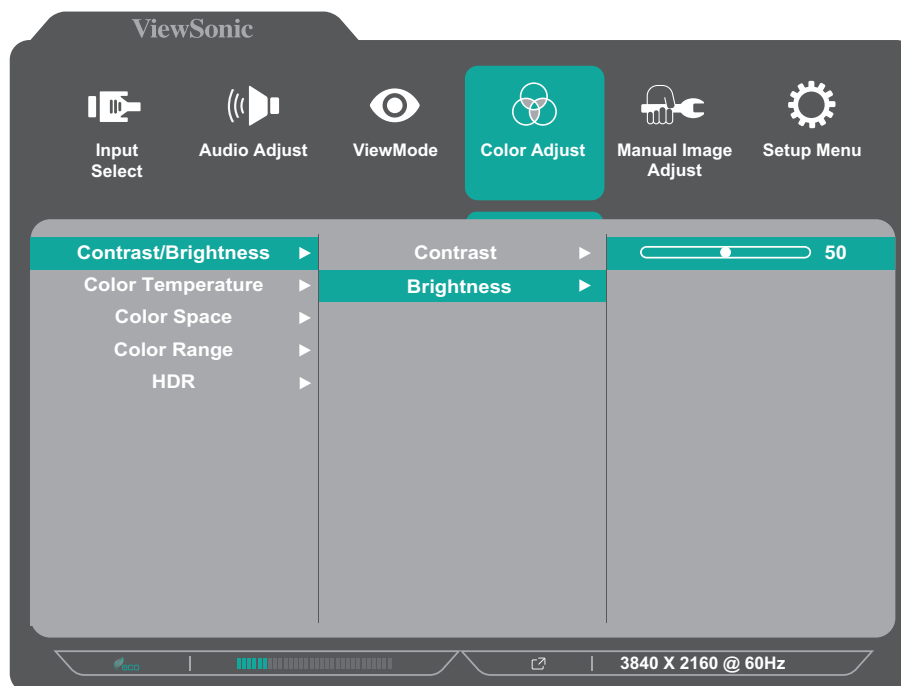 ViewSonic
Input Select
Audio Adjust
ViewMode
Color Adjust
Manual Image Adjust
Setup Menu
Contrast/Brightness
Contrast
50
Color Temperature
Brightness
Color Space
Color Range
HDR
eco
3840 X 2160 @ 60Hz